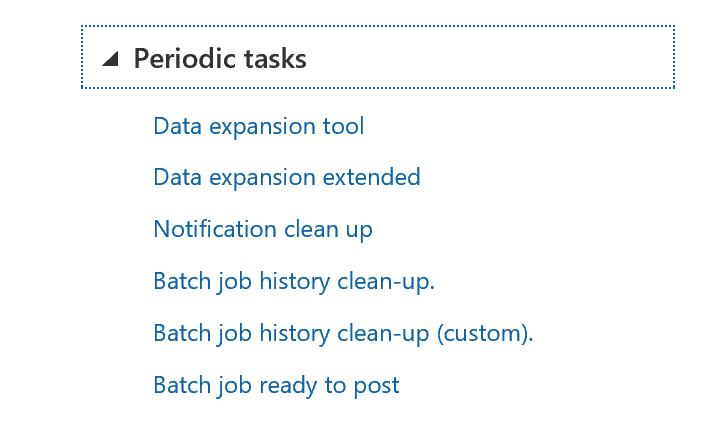 Periodic tasks
Data expansion tool
Data expansion extended
Notification clean up
Batch job history clean-up.
Batch job history clean-up (custom).
Batch job ready to post